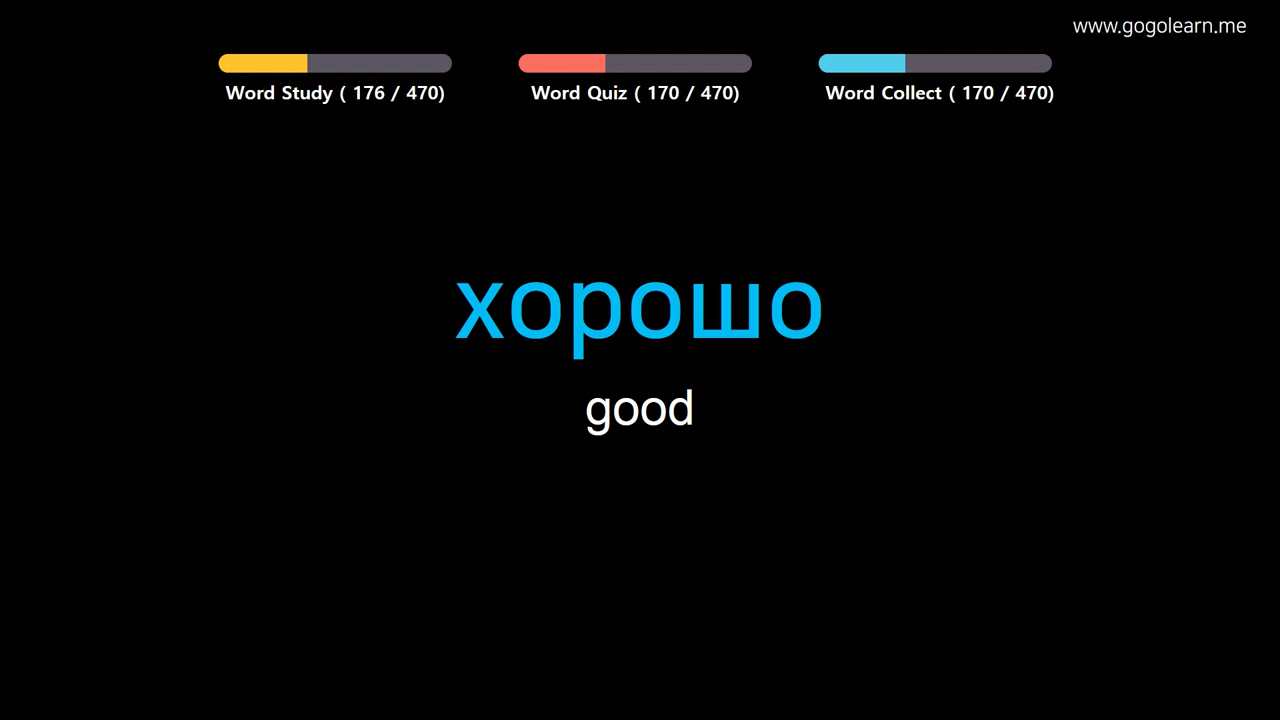 www.gogolearn.me
Word Study ( 176 / 470)
Word Quiz ( 170 / 470)
Word Collect ( 170 / 470)
хорошо
good